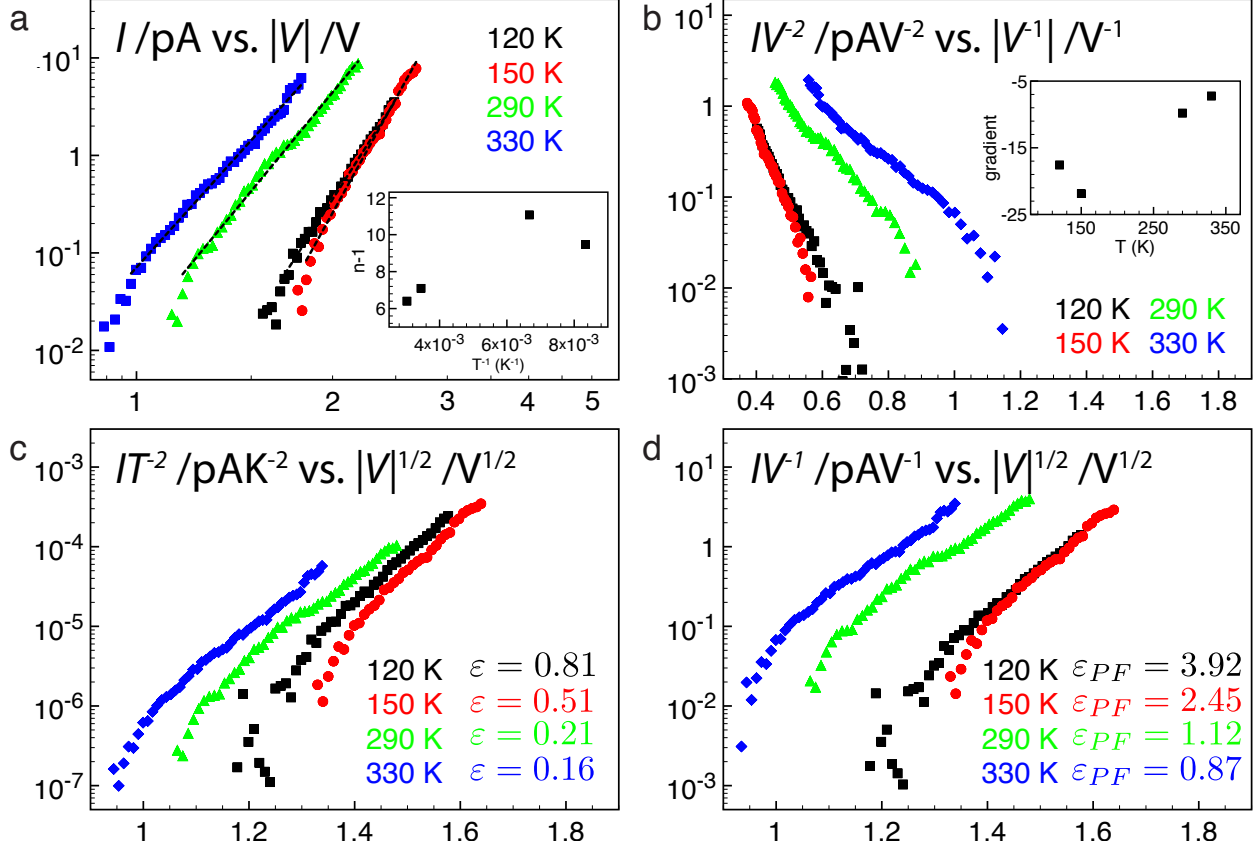 a
I /pA vs. |V| /V
120 K
150 K
290 K
330 K
10¹
1
10⁻¹
10⁻²
1
2
3
4
5
n-1
12
10
8
6
4x10⁻³
6x10⁻³
8x10⁻³
T⁻¹ (K⁻¹)
b
IV⁻² /pAV⁻² vs. |V⁻¹| /V⁻¹
10¹
1
10⁻¹
10⁻²
10⁻³
gradient
-5
-15
-25
150
250
350
T (K)
120 K 290 K
150 K 330 K
0.4
0.6
0.8
1
1.2
1.4
1.6
1.8
c
IT⁻² /pAK⁻² vs. |V|^1/2 /V^1/2
10⁻³
10⁻⁴
10⁻⁵
10⁻⁶
10⁻⁷
120 K ε = 0.81
150 K ε = 0.51
290 K ε = 0.21
330 K ε = 0.16
1
1.2
1.4
1.6
1.8
d
IV⁻¹ /pAV⁻¹ vs. |V|^1/2 /V^1/2
10¹
1
10⁻¹
10⁻²
10⁻³
120 K ε_PF = 3.92
150 K ε_PF = 2.45
290 K ε_PF = 1.12
330 K ε_PF = 0.87
1
1.2
1.4
1.6
1.8